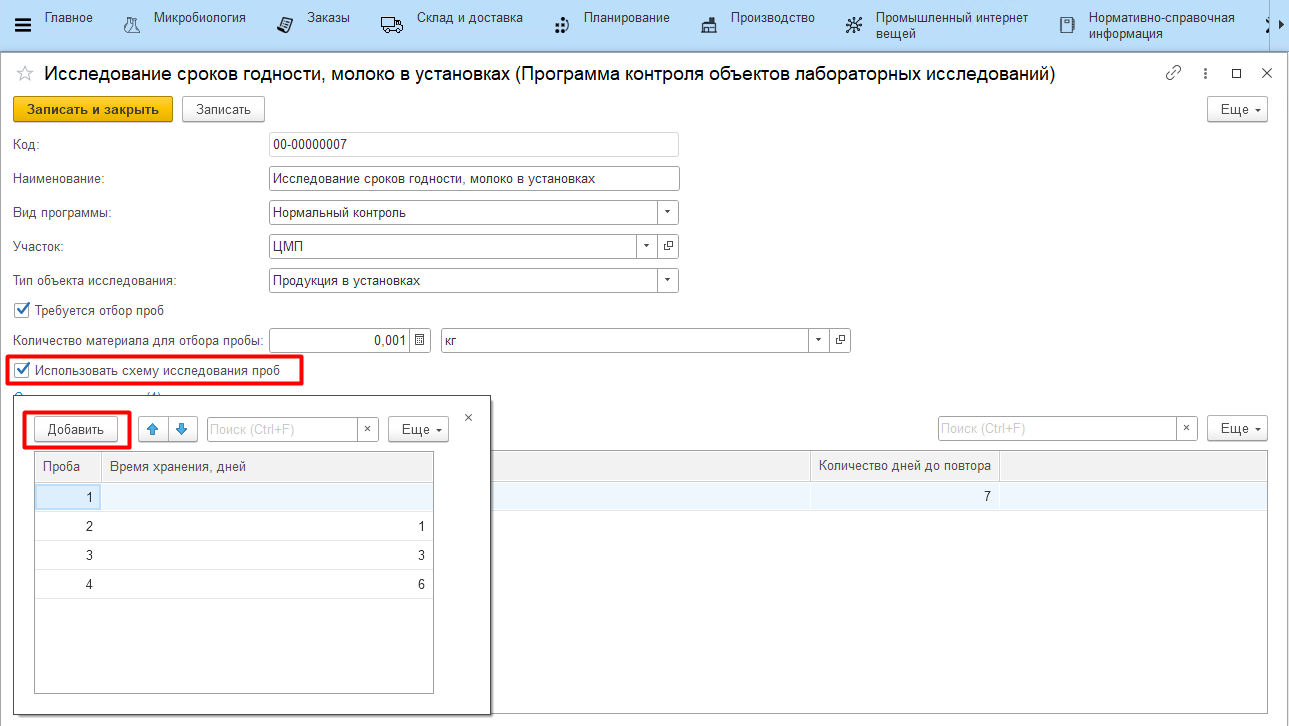 Главное
Микробиология
Заказы
Склад и доставка
Планирование
Производство
Промышленный интернет
вещей
Нормативно-справочная
информация
Исследование сроков годности, молоко в установках (Программа контроля объектов лабораторных исследований)
Записать и закрыть
Записать
Еще
Код:
00-00000007
Наименование:
Исследование сроков годности, молоко в установках
Вид программы:
Нормальный контроль
Участок:
ЦМП
Тип объекта исследования:
Продукция в установках
Требуется отбор проб
Количество материала для отбора пробы:
0,001
кг
Использовать схему исследования проб
Добавить
Поиск (Ctrl+F)
×
Еще
Поиск (Ctrl+F)
×
Еще
Проба
Время хранения, дней
Количество дней до повтора
1
7
2 1
3 3
4 6